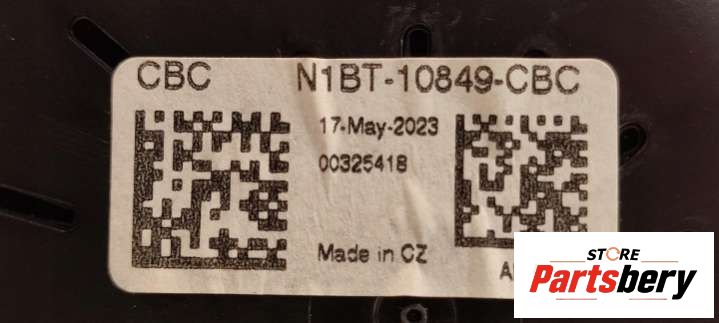 CBC N1BT-10849-CBC
17-May-2023
00325418
Made in CZ
STORE
Partsbery